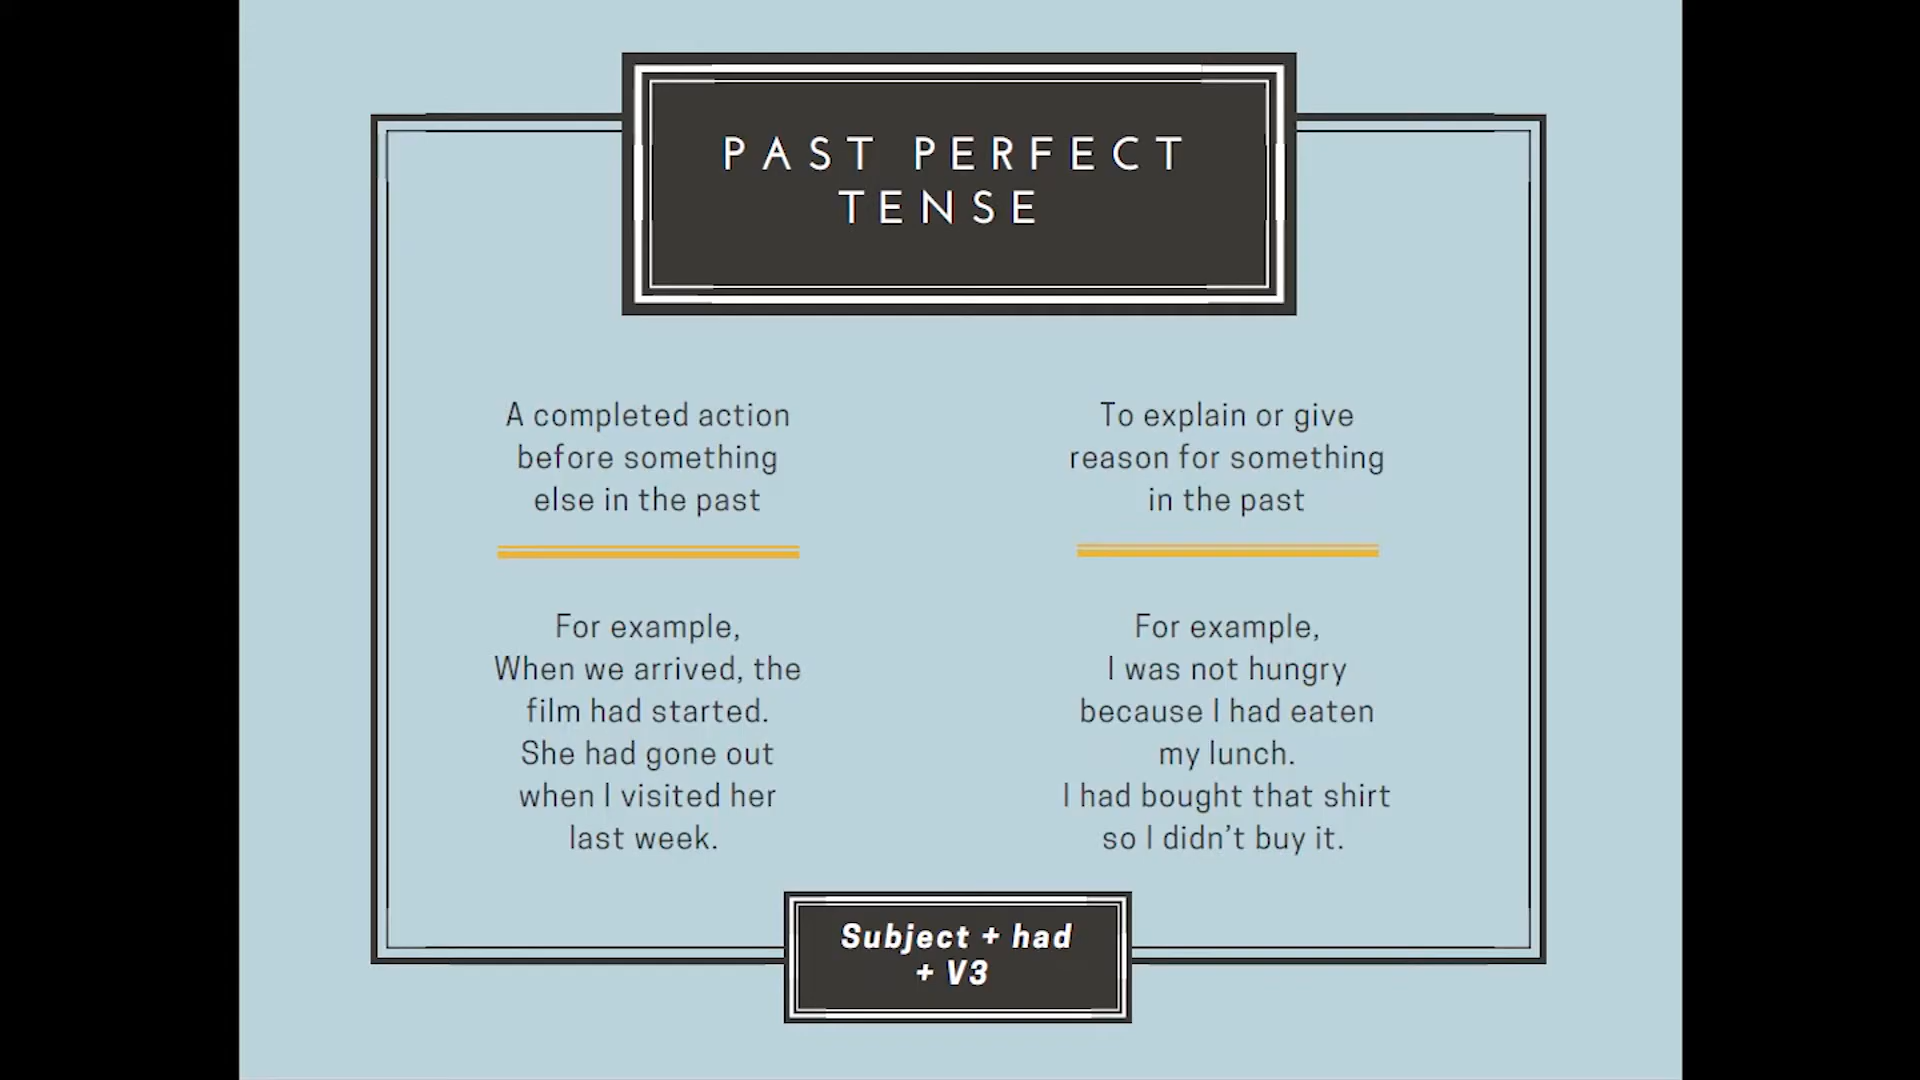 PAST PERFECT
TENSE
A completed action
before something
else in the past
For example,
When we arrived, the
film had started.
She had gone out
when I visited her
last week.
To explain or give
reason for something
in the past
For example,
I was not hungry
because I had eaten
my lunch.
I had bought that shirt
so I didn’t buy it.
Subject + had
+ V3